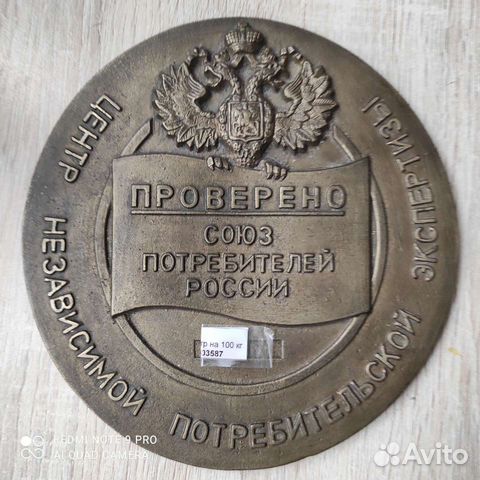 ПРОВЕРЕНО
СОЮЗ
ПОТРЕБИТЕЛЕЙ
РОССИИ
ЦЕНТР НЕЗАВИСИМОЙ ПОТРЕБИТЕЛЬСКОЙ ЭКСПЕРТИЗЫ
тр на 100 кг
03587
REDMI NOTE 9 PRO
AI QUAD CAMERA
Avito